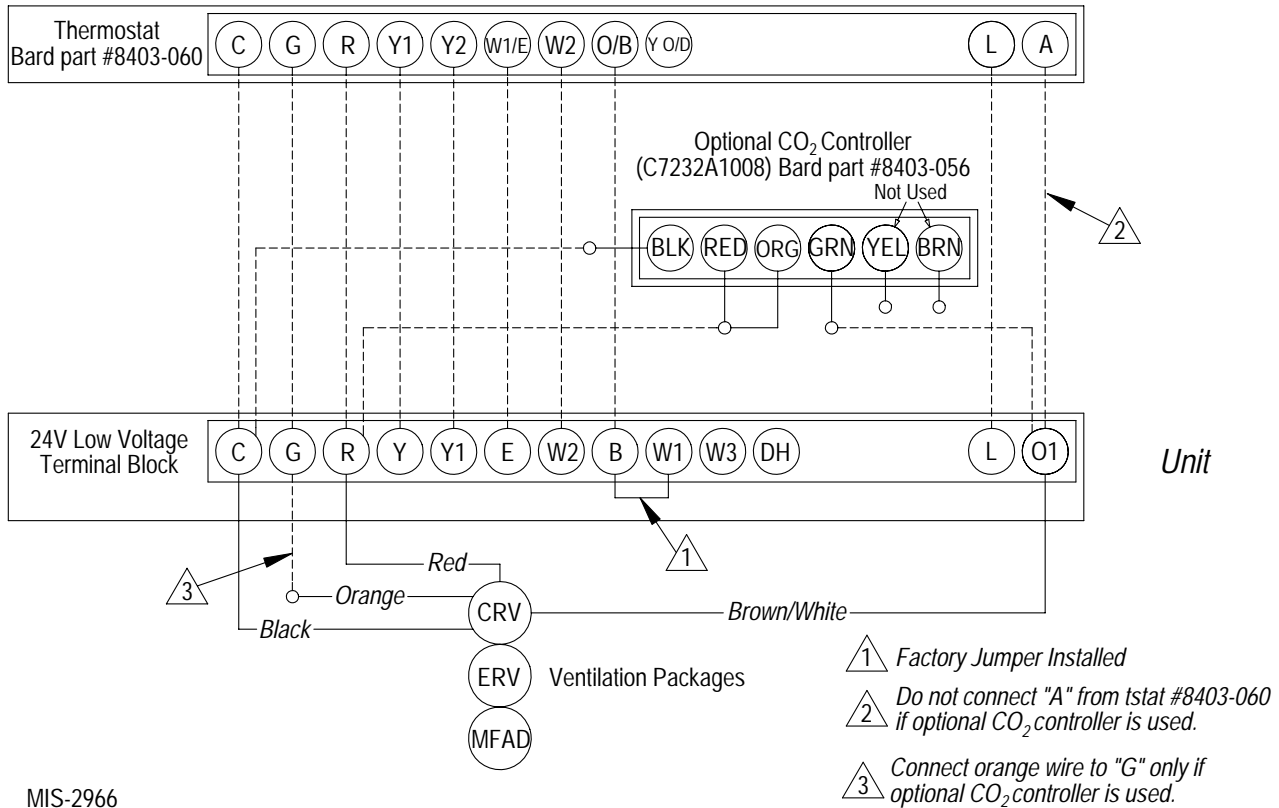 Thermostat
Bard part #8403-060
C G R Y1 Y2 W1/E W2 O/B Y O/D L A
Optional CO2 Controller
(C7232A1008) Bard part #8403-056
Not Used
BLK RED ORG GRN YEL BRN
2
24V Low Voltage
Terminal Block
C G R Y Y1 E W2 B W1 W3 DH L O1
Unit
1
3
Red
Orange
Black
CRV
Brown/White
ERV
Ventilation Packages
MFAD
1 Factory Jumper Installed
2 Do not connect "A" from tstat #8403-060
if optional CO2 controller is used.
3 Connect orange wire to "G" only if
optional CO2 controller is used.
MIS-2966